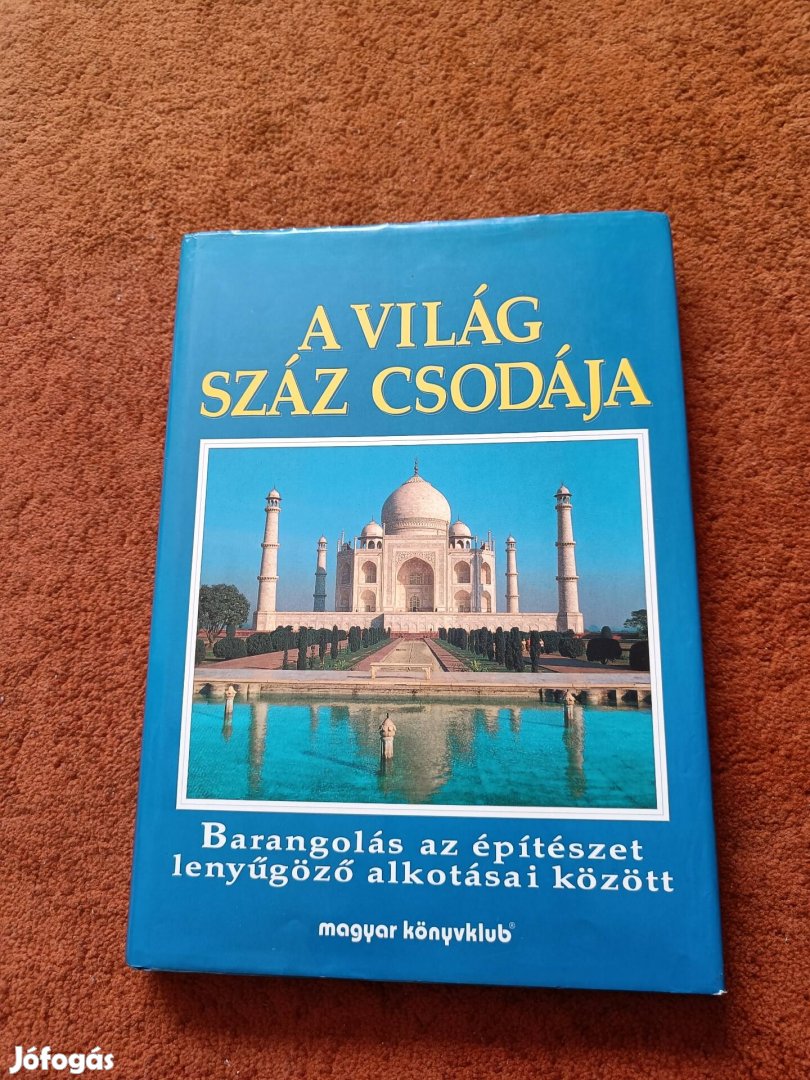 A VILÁG
SZÁZ CSODÁJA
Barangolás az építészet
lenyűgöző alkotásai között
magyar könyvklub®
Jófogás